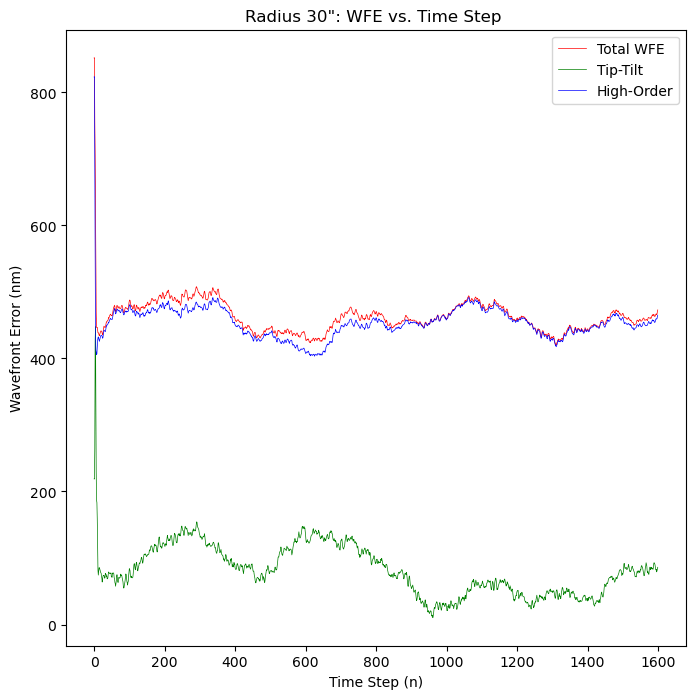 Radius 30": WFE vs. Time Step
Total WFE
Tip-Tilt
High-Order
Wavefront Error (nm)
800
600
400
200
0
0 200 400 600 800 1000 1200 1400 1600
Time Step (n)